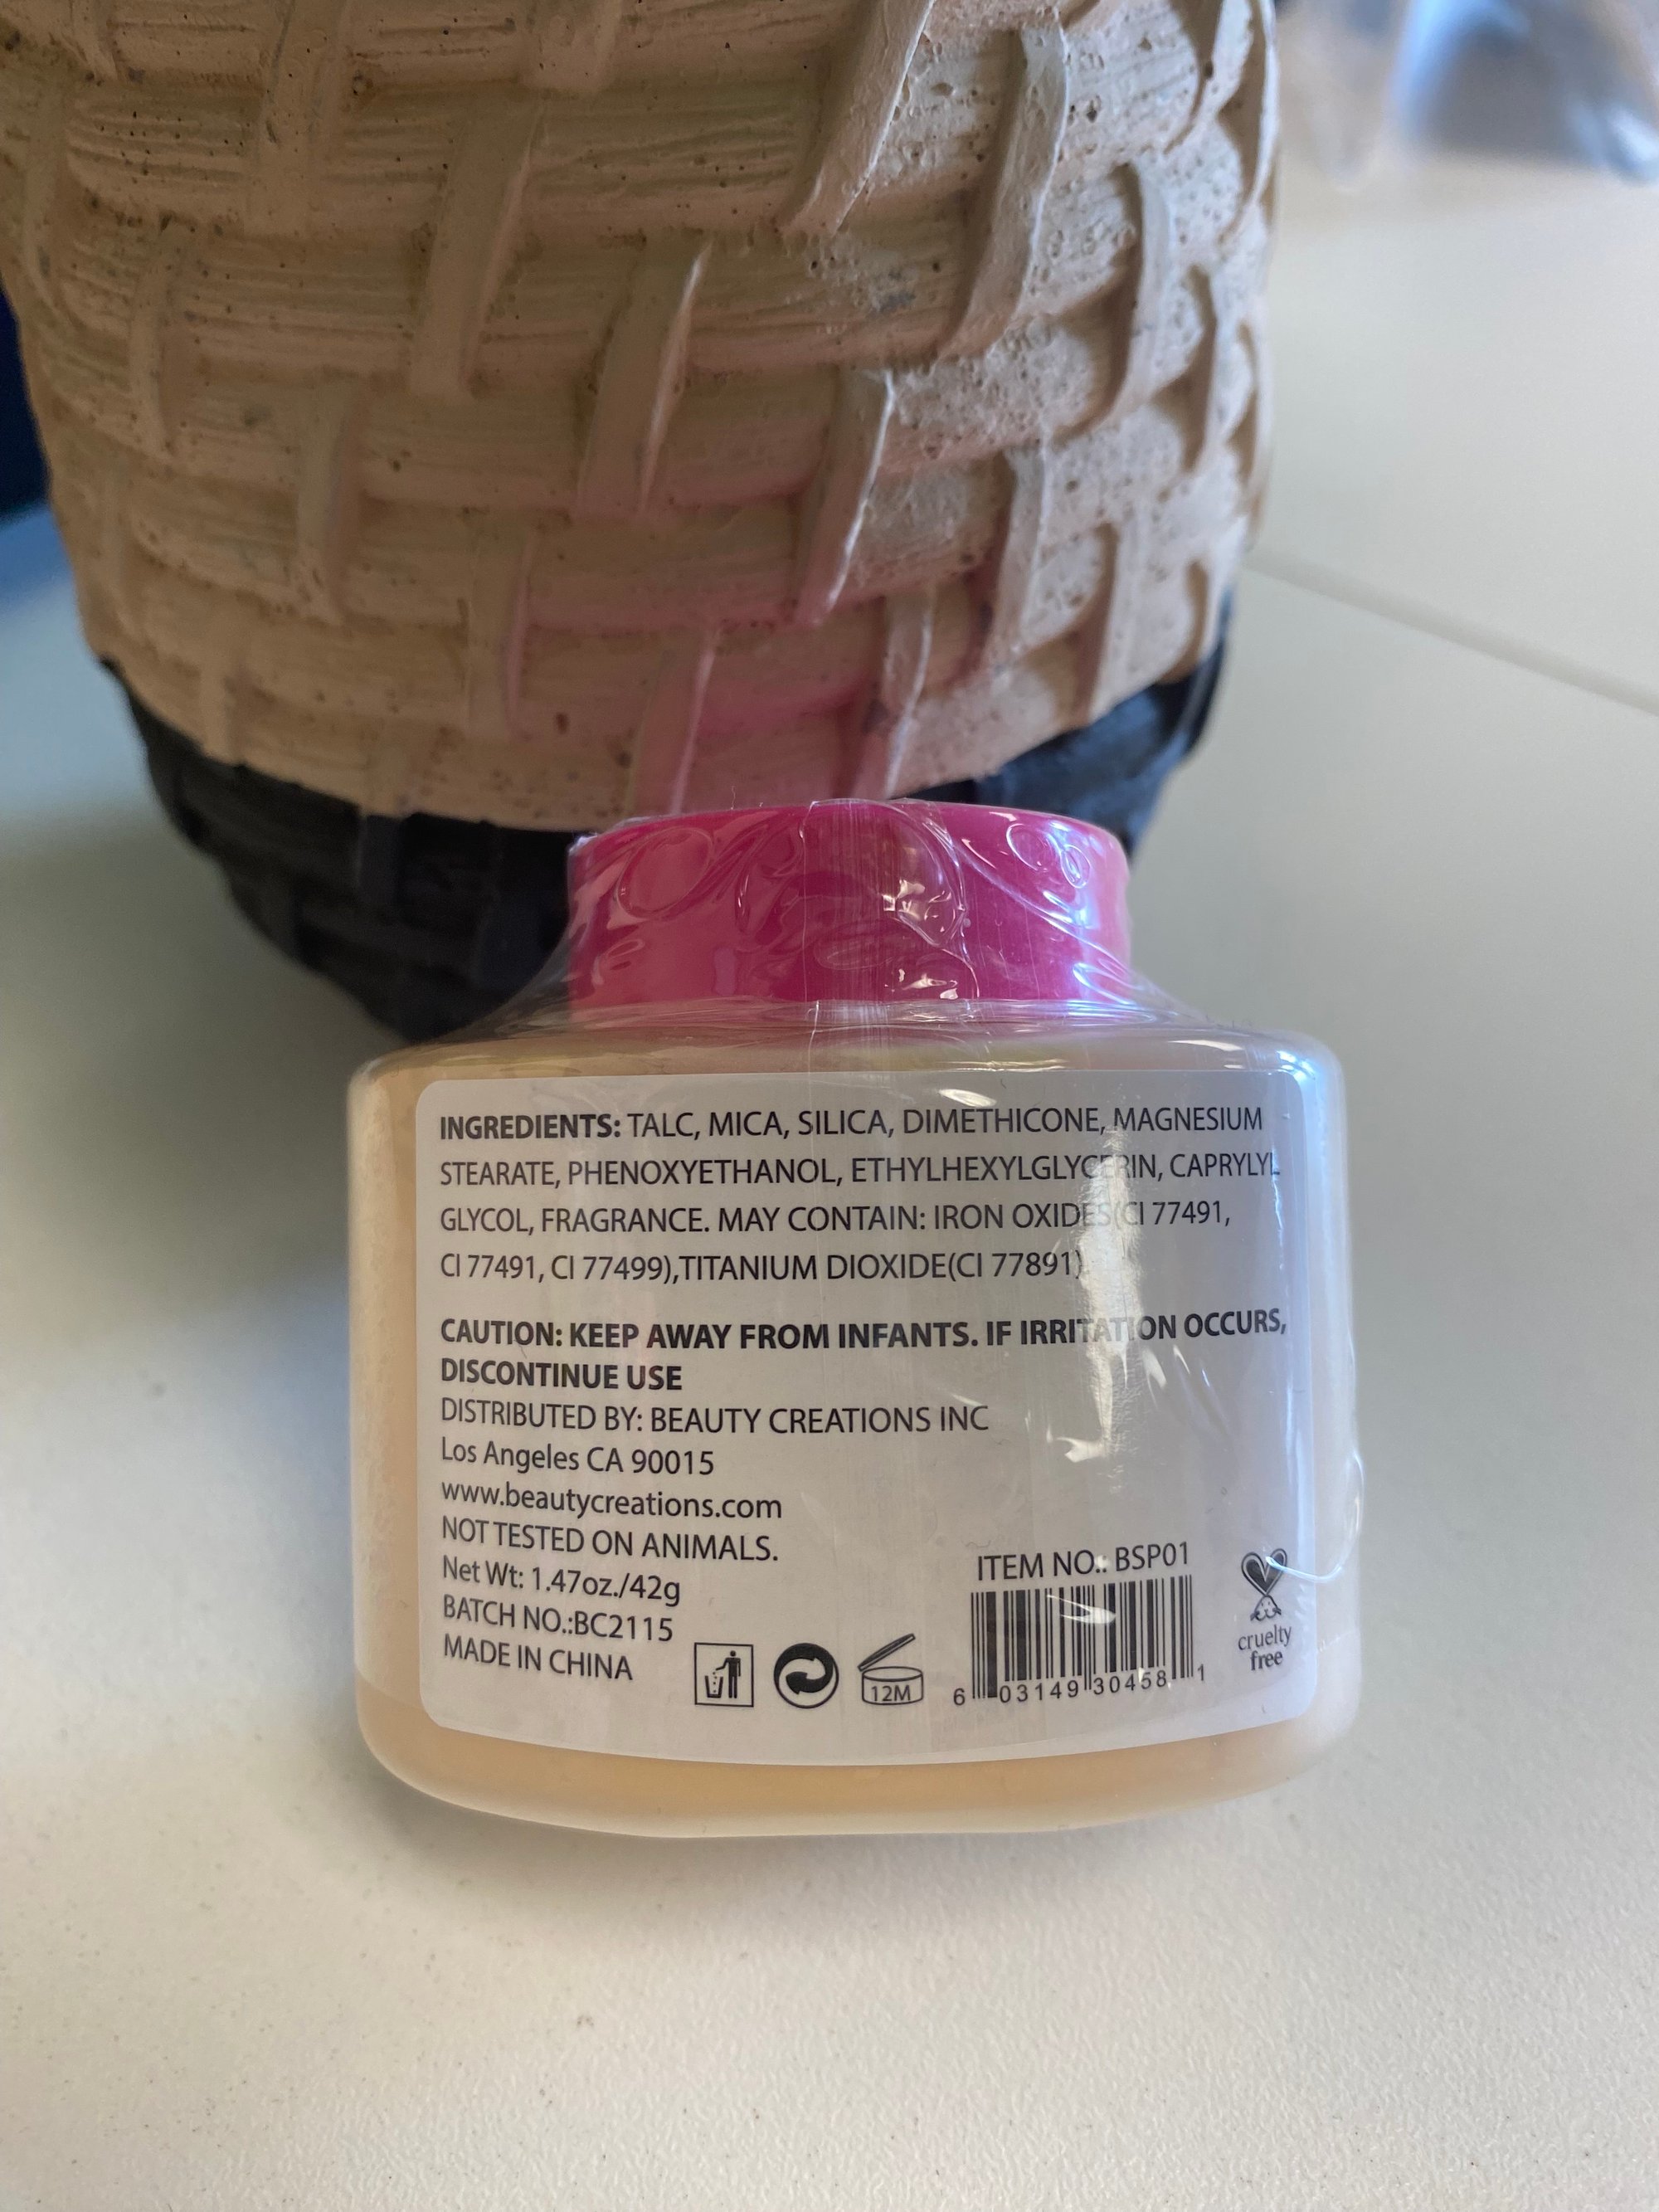 INGREDIENTS: TALC, MICA, SILICA, DIMETHICONE, MAGNESIUM
STEARATE, PHENOXYETHANOL, ETHYLHEXYLGLYCERIN, CAPRYLYL
GLYCOL, FRAGRANCE. MAY CONTAIN: IRON OXIDES(CI 77491,
CI 77491, CI 77499),TITANIUM DIOXIDE(CI 77891)
CAUTION: KEEP AWAY FROM INFANTS. IF IRRITATION OCCURS,
DISCONTINUE USE
DISTRIBUTED BY: BEAUTY CREATIONS INC
Los Angeles CA 90015
www.beautycreations.com
NOT TESTED ON ANIMALS.
Net Wt: 1.47oz./42g
BATCH NO.:BC2115
MADE IN CHINA
12M
ITEM NO.: BSP01
6 03149 30458 1
cruelty
free